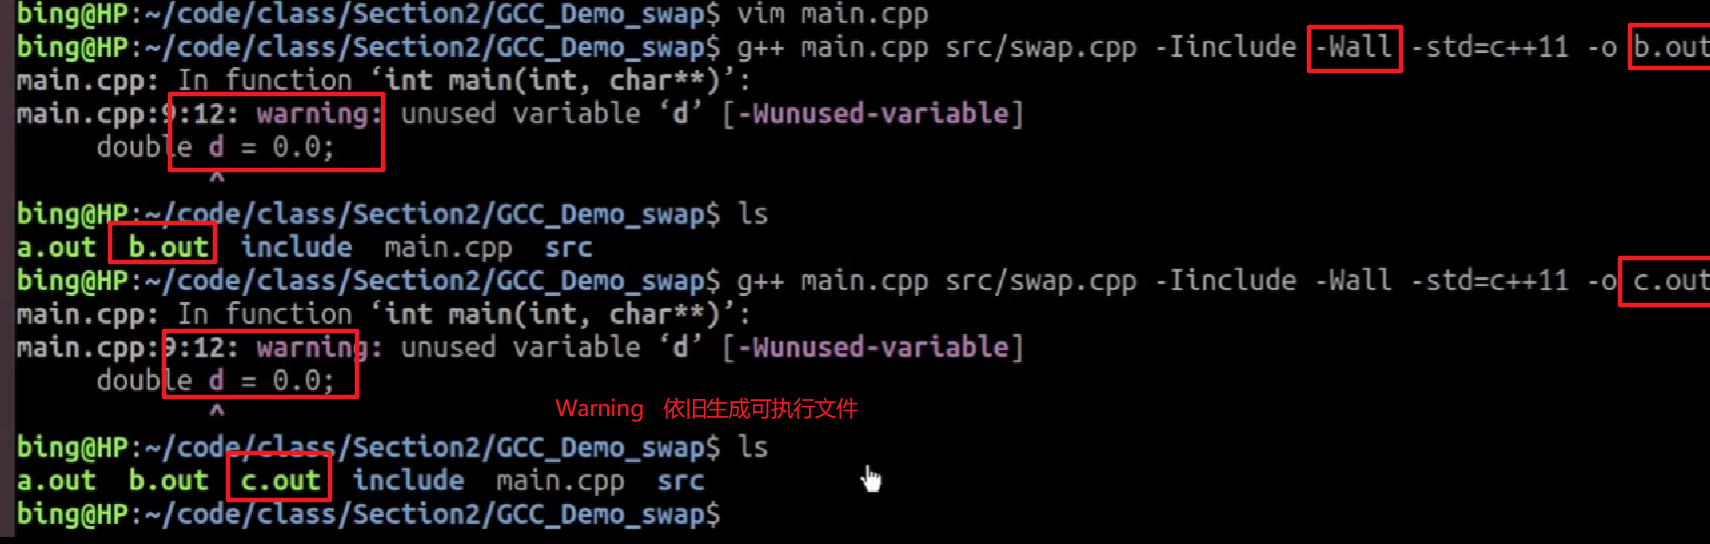 bing@HP:~/code/class/Section2/GCC_Demo_swap$ vim main.cpp
bing@HP:~/code/class/Section2/GCC_Demo_swap$ g++ main.cpp src/swap.cpp -Iinclude -Wall -std=c++11 -o b.out
main.cpp: In function ‘int main(int, char**)’:
main.cpp:9:12: warning: unused variable ‘d’ [-Wunused-variable]
double d = 0.0;
^
bing@HP:~/code/class/Section2/GCC_Demo_swap$ ls
a.out b.out include main.cpp src
bing@HP:~/code/class/Section2/GCC_Demo_swap$ g++ main.cpp src/swap.cpp -Iinclude -Wall -std=c++11 -o c.out
main.cpp: In function ‘int main(int, char**)’:
main.cpp:9:12: warning: unused variable ‘d’ [-Wunused-variable]
double d = 0.0;
^
Warning 依旧生成可执行文件
bing@HP:~/code/class/Section2/GCC_Demo_swap$ ls
a.out b.out c.out include main.cpp src
bing@HP:~/code/class/Section2/GCC_Demo_swap$